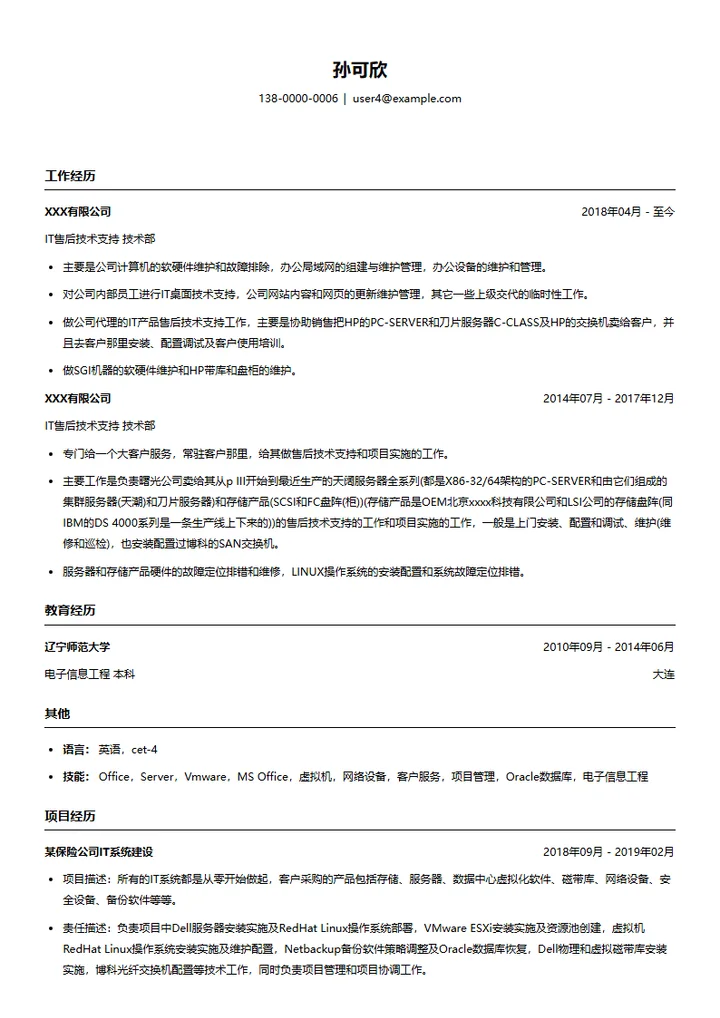 孙可欣
138-0000-0006 | user4@example.com
工作经历
XXX有限公司 2018年04月 - 至今
IT售后技术支持 技术部
• 主要是公司计算机的软硬件维护和故障排除，办公局域网的组建与维护管理，办公设备的维护和管理。
• 对公司内部员工进行IT桌面技术支持，公司网站内容和网页的更新维护管理，其它一些上级交代的临时性工作。
• 做公司代理的IT产品售后技术支持工作，主要是协助销售把HP的PC-SERVER和刀片服务器C-CLASS及HP的交换机卖给客户，并
且去客户那里安装、配置调试及客户使用培训。
• 做SGI机器的软硬件维护和HP带库和盘柜的维护。
XXX有限公司 2014年07月 - 2017年12月
IT售后技术支持 技术部
• 专门给一个大客户服务，常驻客户那里，给其做售后技术支持和项目实施的工作。
• 主要工作是负责曙光公司卖给其从p III开始到最近生产的天阔服务器全系列(都是X86-32/64架构的PC-SERVER和由它们组成的
集群服务器(天潮)和刀片服务器)和存储产品(SCSI和FC盘阵(柜))(存储产品是OEM北京xxxx科技有限公司和LSI公司的存储盘阵(同
IBM的DS 4000系列是一条生产线上下来的))的售后技术支持的工作和项目实施的工作，一般是上门安装、配置和调试、维护(维
修和巡检)，也安装配置过博科的SAN交换机。
• 服务器和存储产品硬件的故障定位排错和维修，LINUX操作系统的安装配置和系统故障定位排错。
教育经历
辽宁师范大学 2010年09月 - 2014年06月
电子信息工程 本科 大连
其他
• 语言： 英语，cet-4
• 技能： Office，Server，Vmware，MS Office，虚拟机，网络设备，客户服务，项目管理，Oracle数据库，电子信息工程
项目经历
某保险公司IT系统建设 2018年09月 - 2019年02月
• 项目描述：所有的IT系统都是从零开始做起，客户采购的产品包括存储、服务器、数据中心虚拟化软件、磁带库、网络设备、安
全设备、备份软件等等。
• 责任描述：负责项目中Dell服务器安装实施及RedHat Linux操作系统部署，VMware ESXi安装实施及资源池创建，虚拟机
RedHat Linux操作系统安装实施及维护配置，Netbackup备份软件策略调整及Oracle数据库恢复，Dell物理和虚拟磁带库安装
实施，博科光纤交换机配置等技术工作，同时负责项目管理和项目协调工作。